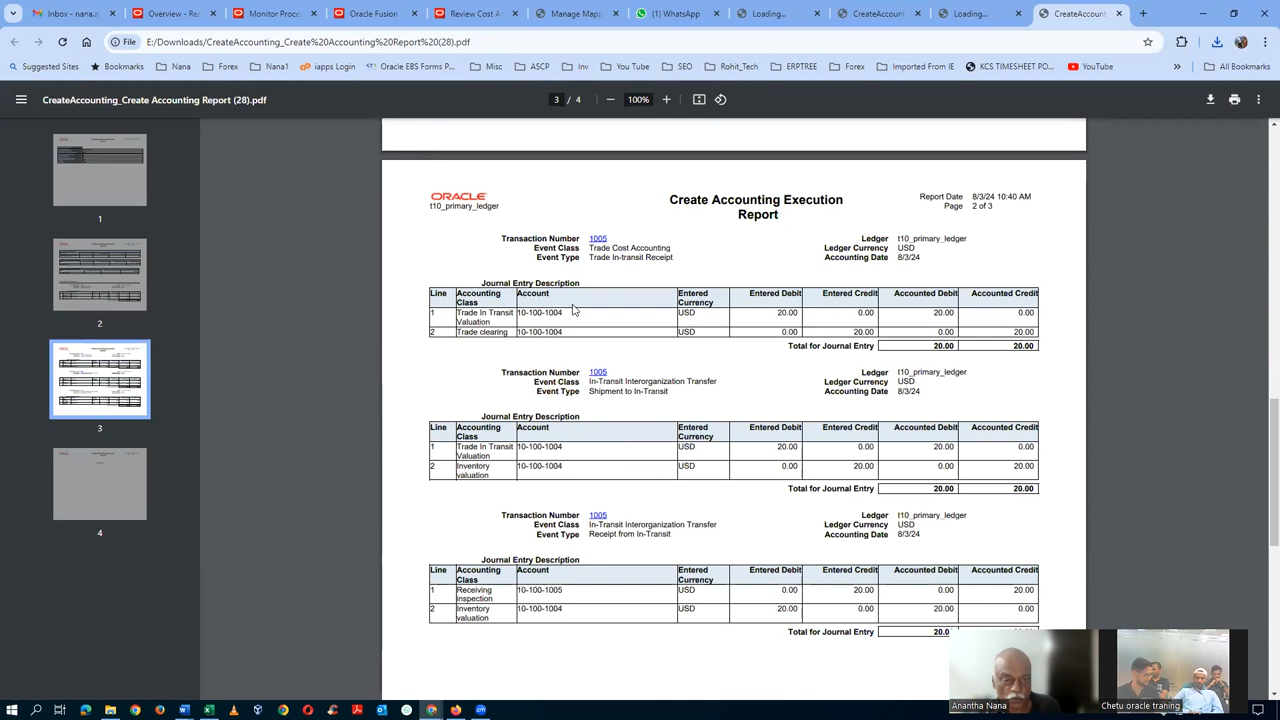 Inbox - nana.
Overview - Re
Monitor Proce
Oracle Fusion
Review Cost A
Manage Map
(1) WhatsApp
Loading...
CreateAccount
Loading...
CreateAccount
File E:/Downloads/CreateAccounting_Create%20Accounting%20Report%20(28).pdf
Suggested Sites Bookmarks Nana Forex Nana1 iapps Login Oracle EBS Forms P... Misc ASCP Inv You Tube SEO Rohit_Tech ERPTREE Forex Imported From IE KCS TIMESHEET PO... YouTube All Bookmarks
CreateAccounting_Create Accounting Report (28).pdf 3 / 4 100%
1
2
3
4
ORACLE
t10_primary_ledger
Create Accounting Execution
Report
Report Date 8/3/24 10:40 AM
Page 2 of 3
Transaction Number 1005 Ledger t10_primary_ledger
Event Class Trade Cost Accounting Ledger Currency USD
Event Type Trade In-transit Receipt Accounting Date 8/3/24
Journal Entry Description
Line Accounting Class Account Entered Currency Entered Debit Entered Credit Accounted Debit Accounted Credit
1 Trade In Transit Valuation 10-100-1004 USD 20.00 0.00 20.00 0.00
2 Trade clearing 10-100-1004 USD 0.00 20.00 0.00 20.00
Total for Journal Entry 20.00 20.00
Transaction Number 1005 Ledger t10_primary_ledger
Event Class In-Transit Interorganization Transfer Ledger Currency USD
Event Type Shipment to In-Transit Accounting Date 8/3/24
Journal Entry Description
Line Accounting Class Account Entered Currency Entered Debit Entered Credit Accounted Debit Accounted Credit
1 Trade In Transit Valuation 10-100-1004 USD 20.00 0.00 20.00 0.00
2 Inventory valuation 10-100-1004 USD 0.00 20.00 0.00 20.00
Total for Journal Entry 20.00 20.00
Transaction Number 1005 Ledger t10_primary_ledger
Event Class In-Transit Interorganization Transfer Ledger Currency USD
Event Type Receipt from In-Transit Accounting Date 8/3/24
Journal Entry Description
Line Accounting Class Account Entered Currency Entered Debit Entered Credit Accounted Debit Accounted Credit
1 Receiving inspection 10-100-1005 USD 0.00 20.00 0.00 20.00
2 Inventory valuation 10-100-1004 USD 20.00 0.00 20.00 0.00
Total for Journal Entry 20.0
Anantha Nana
Chetu oracle traning